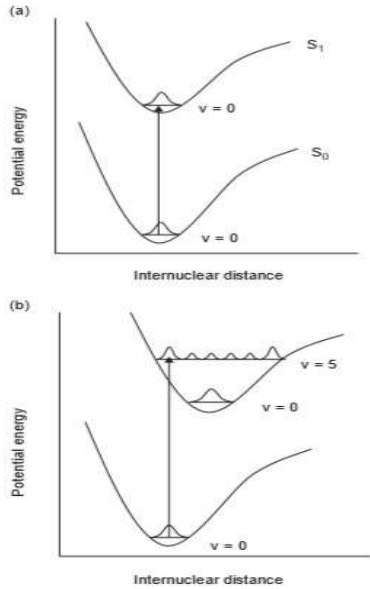 (a)
Potential energy
S1
v = 0
S0
v = 0
Internuclear distance
(b)
Potential energy
v = 5
v = 0
v = 0
Internuclear distance